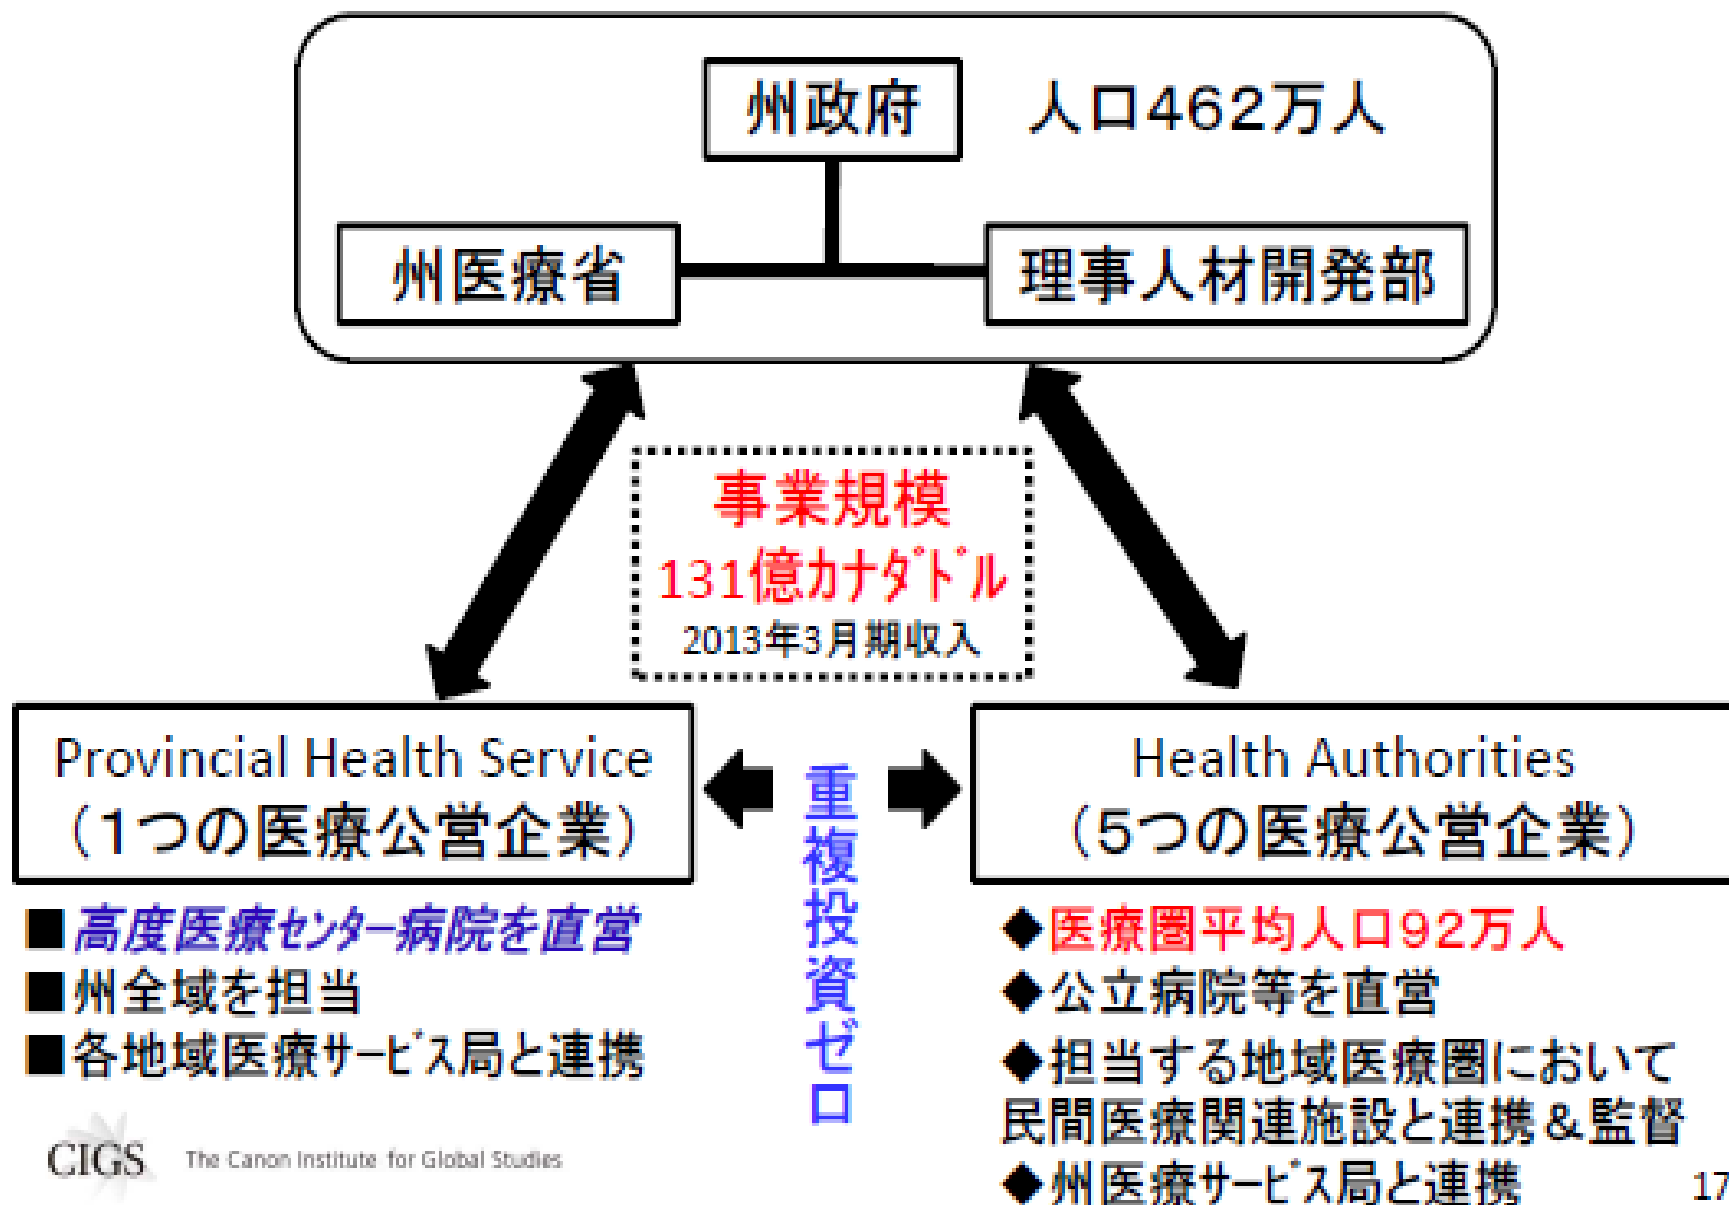 州政府
人口462万人
州医療省
理事人材開発部
事業規模
131億ｶﾅﾀﾞﾄﾞﾙ
2013年3月期収入
Provincial Health Service
（1つの医療公営企業）
重複投資ゼロ
Health Authorities
（5つの医療公営企業）
■高度医療ｾﾝﾀｰ病院を直営
■州全域を担当
■各地域医療ｻｰﾋﾞｽ局と連携
◆医療圏平均人口92万人
◆公立病院等を直営
◆担当する地域医療圏において
民間医療関連施設と連携＆監督
◆州医療ｻｰﾋﾞｽ局と連携
CIGS The Canon Institute for Global Studies
17